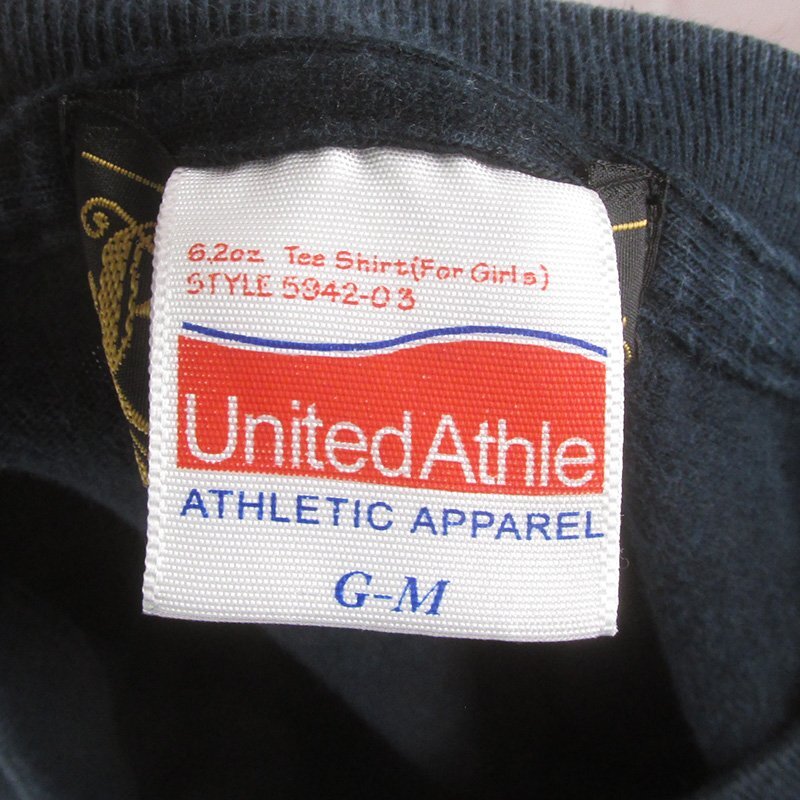 6.2oz Tee Shirt(For Girls)
STYLE 5942-03
UnitedAthle
ATHLETIC APPAREL
G-M